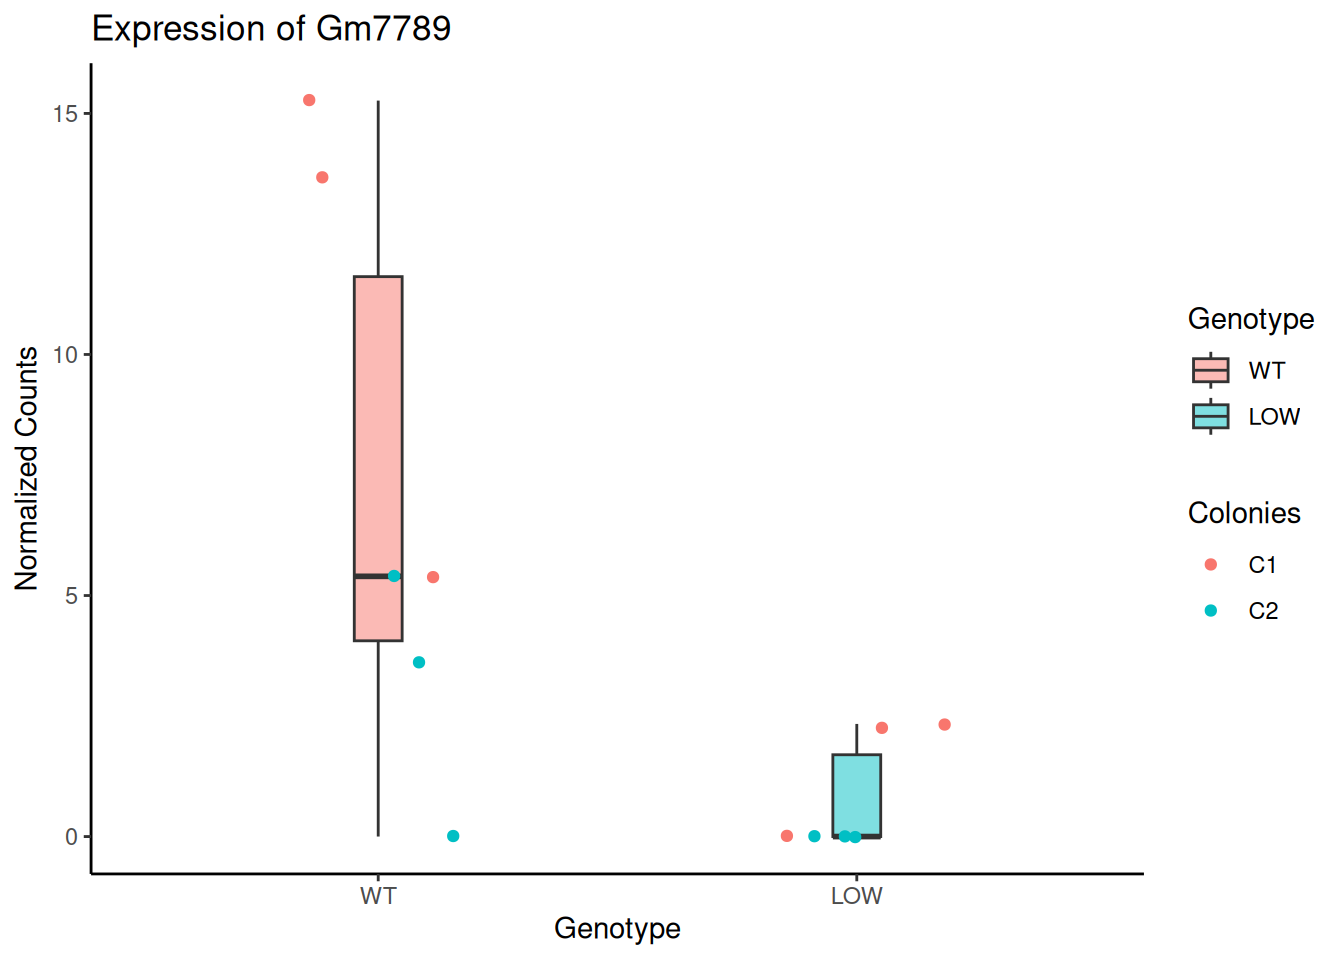 Expression of Gm7789
15
10
5
0
Normalized Counts
WT
LOW
Genotype
Genotype
WT
LOW
Colonies
C1
C2